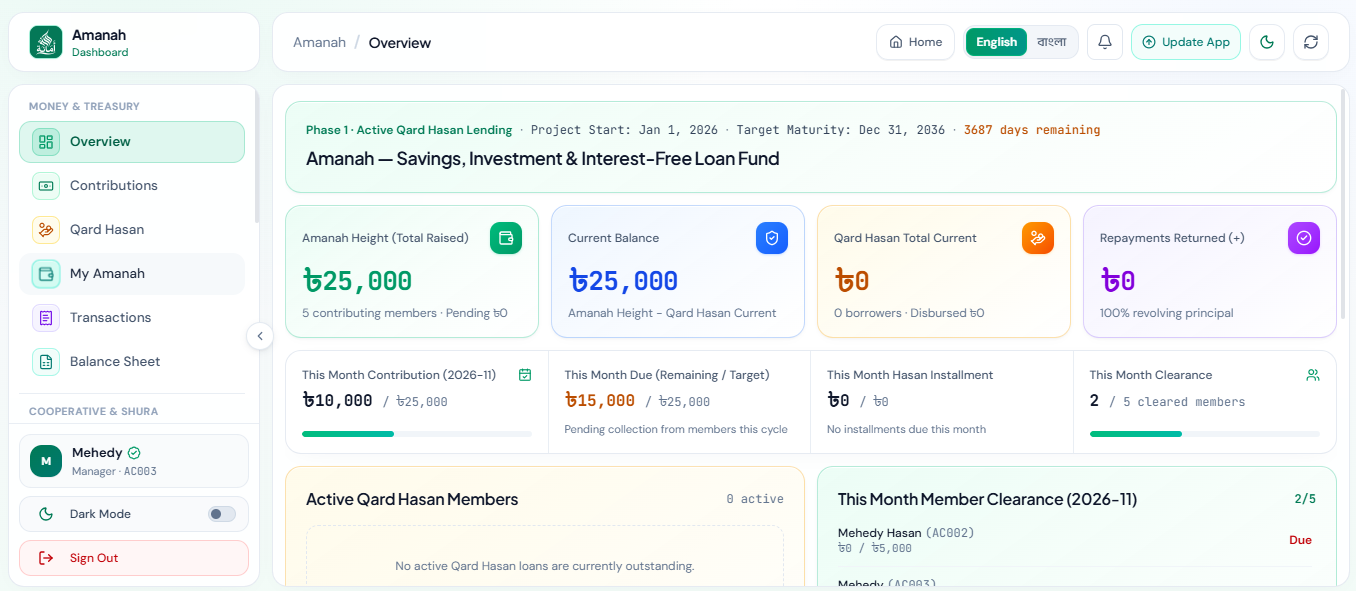 Amanah
Dashboard
Amanah / Overview
Home
English
বাংলা
Update App
MONEY & TREASURY
Overview
Contributions
Qard Hasan
My Amanah
Transactions
Balance Sheet
COOPERATIVE & SHURA
M
Mehedy
Manager · AC003
Dark Mode
Sign Out
Phase 1 · Active Qard Hasan Lending · Project Start: Jan 1, 2026 · Target Maturity: Dec 31, 2036 · 3687 days remaining
Amanah — Savings, Investment & Interest-Free Loan Fund
Amanah Height (Total Raised)
৳25,000
5 contributing members · Pending ৳0
Current Balance
৳25,000
Amanah Height − Qard Hasan Current
Qard Hasan Total Current
৳0
0 borrowers · Disbursed ৳0
Repayments Returned (+)
৳0
100% revolving principal
This Month Contribution (2026-11)
৳10,000 / ৳25,000
This Month Due (Remaining / Target)
৳15,000 / ৳25,000
Pending collection from members this cycle
This Month Hasan Installment
৳0 / ৳0
No installments due this month
This Month Clearance
2 / 5 cleared members
Active Qard Hasan Members
0 active
No active Qard Hasan loans are currently outstanding.
This Month Member Clearance (2026-11)
2/5
Mehedy Hasan (AC002)
৳0 / ৳5,000
Due
Mehedy (AC003)